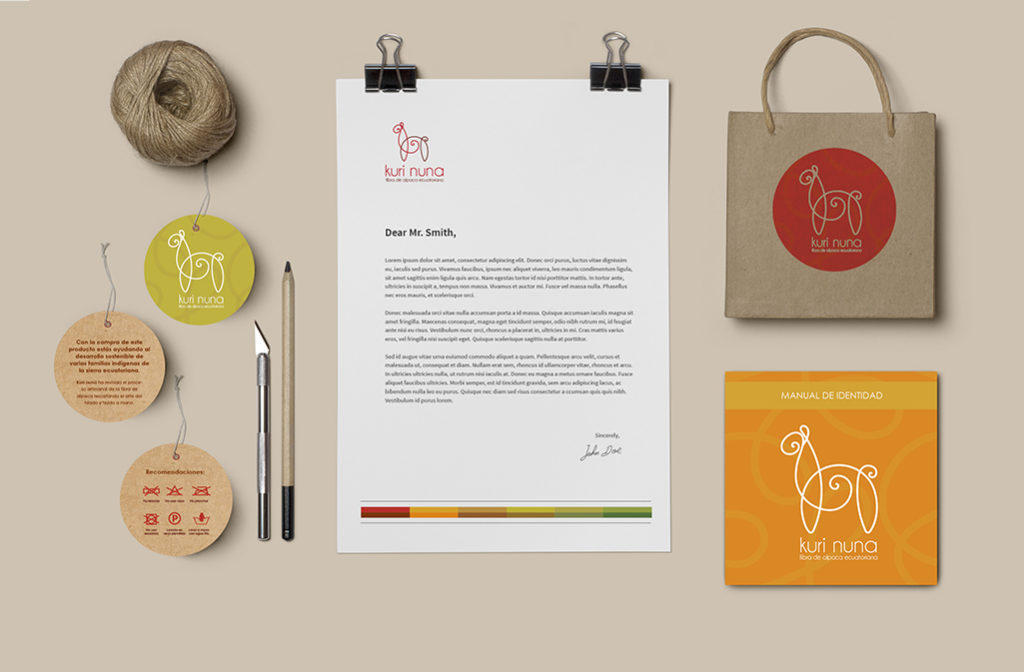 kuri nuna
fibra de alpaca ecuatoriana
Con la compra de este
producto estás ayudando al
desarrollo sostenible de
varias familias indígenas de
la sierra ecuatoriana.
Kuri nuna ha revivido el proce-
so artesanal de la fibra de
alpaca rescatando el arte del
hilado y tejido a mano.
Recomendaciones:
No planchar
kuri nuna
fibra de alpaca ecuatoriana
Dear Mr. Smith,
Lorem ipsum dolor sit amet, consectetur adipiscing elit. Donec orci purus, luctus vitae dignissim
eu, iaculis sed purus. Vivamus faucibus, ipsum nec aliquet viverra, leo mauris condimentum ligula,
sit amet sagittis enim ligula quis arcu. Nam egestas tortor id nisi porttitor mattis. In tortor ante,
ultricies in suscipit a, tempus non massa. Vivamus et auctor mi. Fusce vel massa nulla. Phasellus
nec eros mauris, et scelerisque orci.
Donec malesuada orci vitae nulla accumsan porta a id massa. Quisque accumsan iaculis magna sit
amet fringilla. Maecenas consequat, magna eget tincidunt semper, odio nibh rutrum mi, id feugiat
ante nisi eu risus. Vestibulum nunc orci, rhoncus a placerat in, ultricies in mi. Cras mattis varius
eros, vel fringilla nisi suscipit eget. Quisque scelerisque sagittis nulla at porttitor.
Sed id augue vitae urna euismod commodo aliquet a quam. Pellentesque arcu velit, cursus et
malesuada ut, consequat et diam. Nullam erat sem, rhoncus id ullamcorper vitae, rhoncus et arcu.
In ultricies ultricies nulla, ut rutrum nisi iaculis at. Donec eu magna a metus ornare faucibus. Fusce
aliquet faucibus ultricies. Morbi semper, est id tincidunt gravida, sem arcu adipiscing lacus, ac
bibendum nulla leo eu purus. Quisque nec diam sed risus consectetur a ccumsan quis quis nibh.
Vestibulum id purus lorem.
Sincerely,
John Doe
kuri nuna
fibra de alpaca ecuatoriana
MANUAL DE IDENTIDAD
kuri nuna
fibra de alpaca ecuatoriana